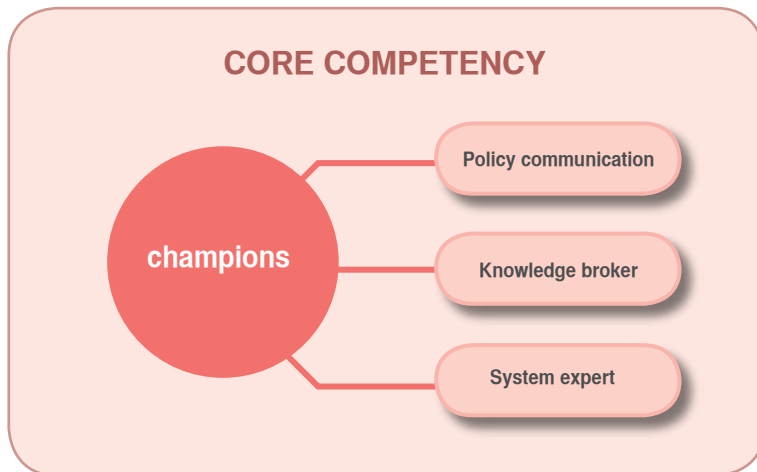 CORE COMPETENCY
champions
Policy communication
Knowledge broker
System expert